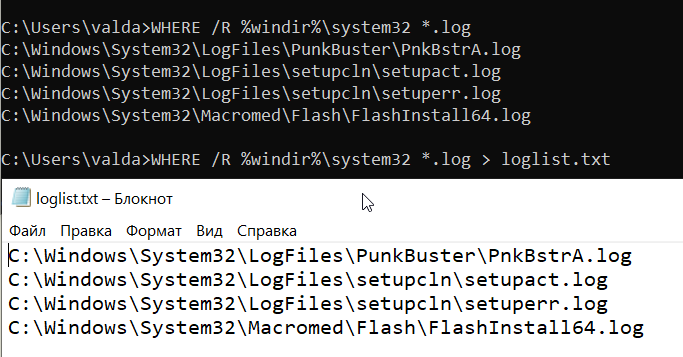 C:\Users\valda>WHERE /R %windir%\system32 *.log
C:\Windows\System32\LogFiles\PunkBuster\PnkBstrA.log
C:\Windows\System32\LogFiles\setupcln\setupact.log
C:\Windows\System32\LogFiles\setupcln\setuperr.log
C:\Windows\System32\Macromed\Flash\FlashInstall64.log
C:\Users\valda>WHERE /R %windir%\system32 *.log > loglist.txt
loglist.txt – Блокнот
Файл Правка Формат Вид Справка
C:\Windows\System32\LogFiles\PunkBuster\PnkBstrA.log
C:\Windows\System32\LogFiles\setupcln\setupact.log
C:\Windows\System32\LogFiles\setupcln\setuperr.log
C:\Windows\System32\Macromed\Flash\FlashInstall64.log